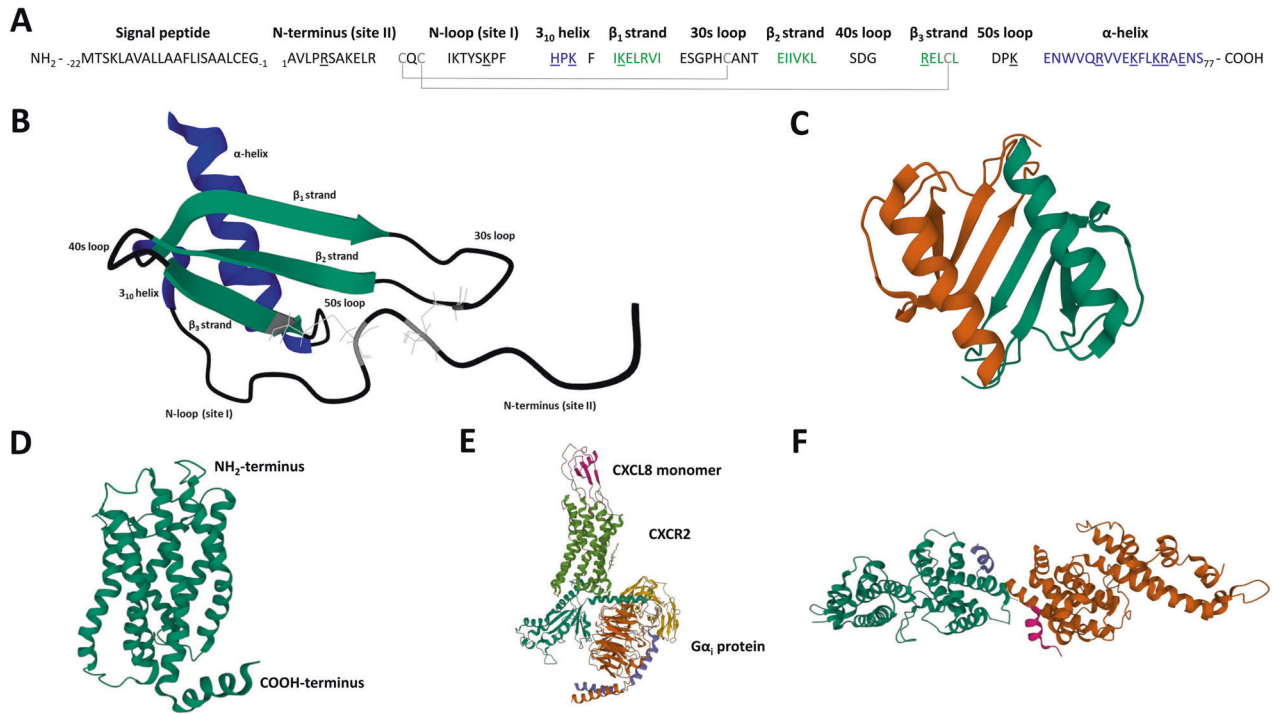 A
Signal peptide N-terminus (site II) N-loop (site I) 3₁₀ helix β₁ strand 30s loop β₂ strand 40s loop β₃ strand 50s loop α-helix
NH₂ - ₋₂₂MTSKLAVALLAAFLISAALCEG₋₁ ₁AVLPRSAKELR CQC IKTYSKPF HPK F IKELRVI ESGPHCANT EIIVKL SDG RELCL DPK ENWVQRVVEKFLKRAENS₇₇ - COOH
B
α-helix
β₁ strand
40s loop
30s loop
β₂ strand
3₁₀ helix
50s loop
β₃ strand
N-loop (site I)
N-terminus (site II)
C
D
NH₂-terminus
COOH-terminus
E
CXCL8 monomer
CXCR2
Gαᵢ protein
F